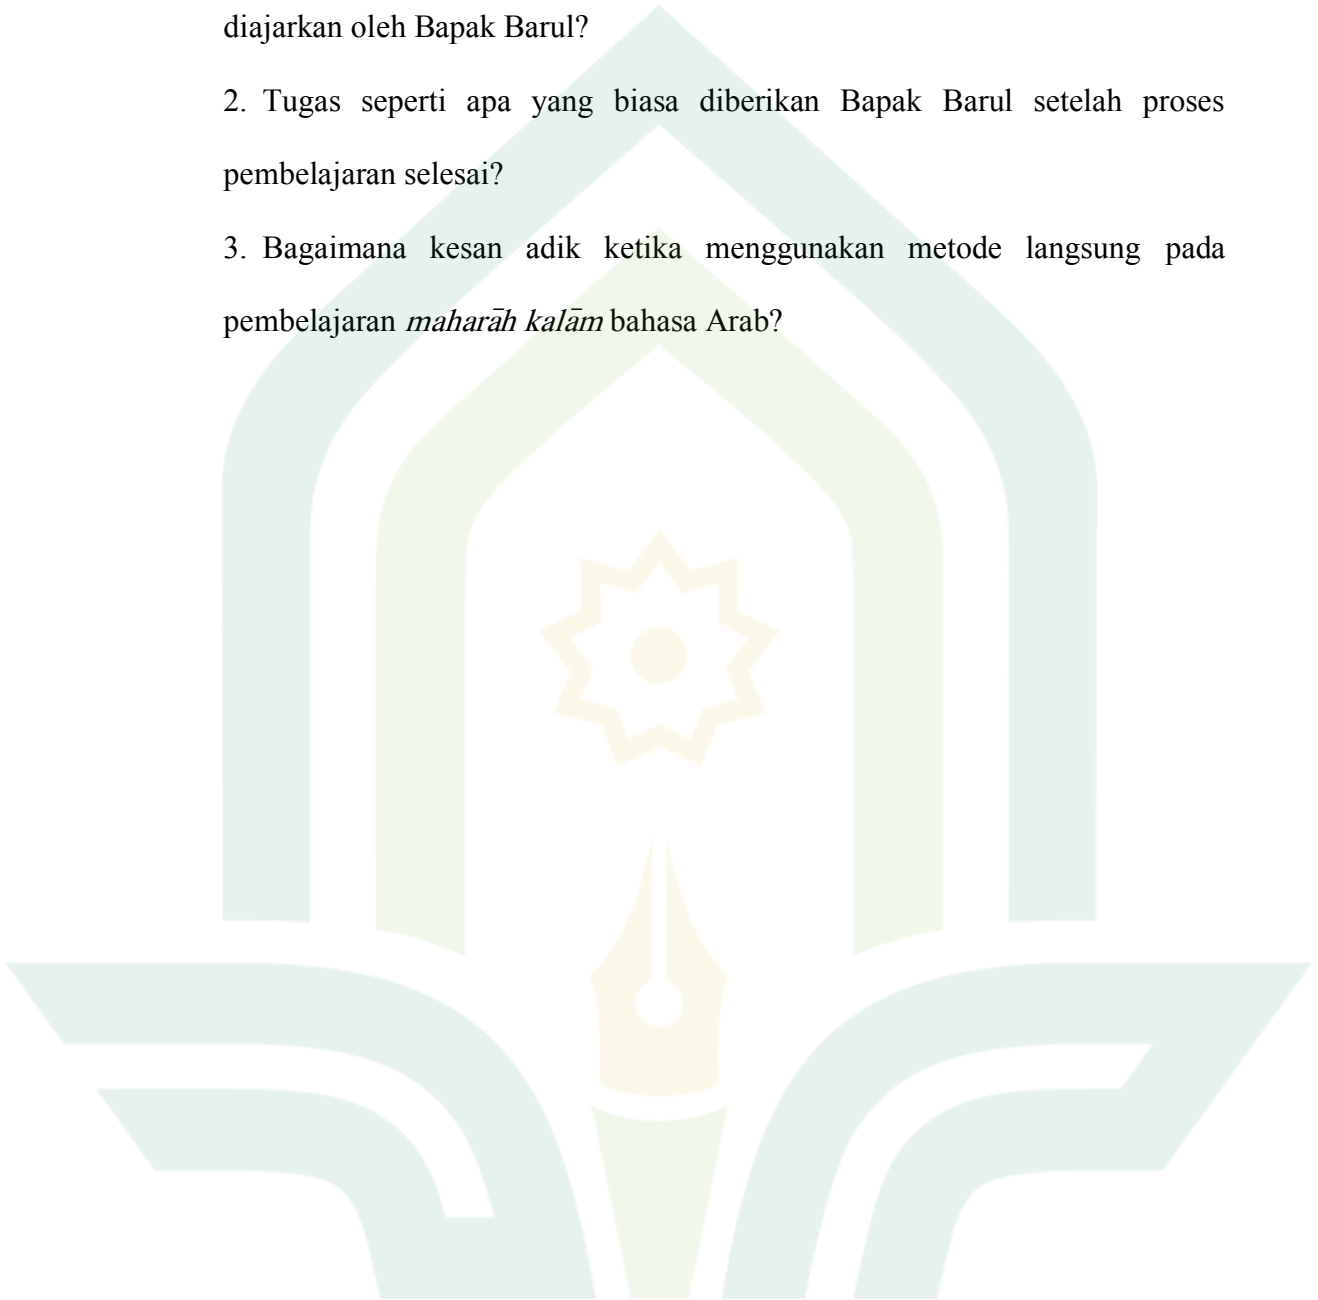 diajarkan oleh Bapak Barul?
2. Tugas seperti apa yang biasa diberikan Bapak Barul setelah proses
pembelajaran selesai?
3. Bagaimana kesan adik ketika menggunakan metode langsung pada
pembelajaran maharāh kalām bahasa Arab?